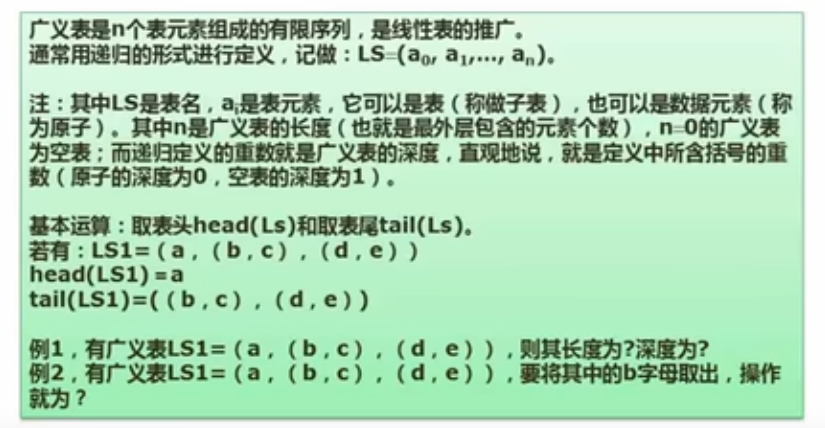 广义表是n个表元素组成的有限序列，是线性表的推广。
通常用递归的形式进行定义，记做：LS=(a₀, a₁,..., aₙ)。
注：其中LS是表名，aᵢ是表元素，它可以是表（称做子表），也可以是数据元素（称
为原子）。其中n是广义表的长度（也就是最外层包含的元素个数），n=0的广义表
为空表；而递归定义的重数就是广义表的深度，直观地说，就是定义中所含括号的重
数（原子的深度为0，空表的深度为1）。
基本运算：取表头head(Ls)和取表尾tail(Ls)。
若有：LS1=（a，（b，c），（d，e））
head(LS1)=a
tail(LS1)=(（b，c），（d，e）)
例1，有广义表LS1=（a，（b，c），（d，e）），则其长度为?深度为?
例2，有广义表LS1=（a，（b，c），（d，e）），要将其中的b字母取出，操作
就为？